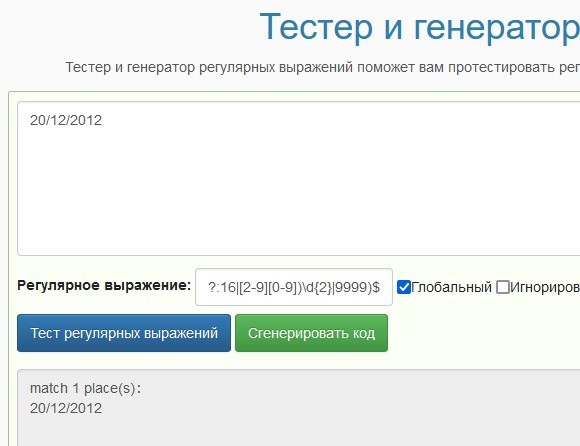 Тестер и генератор
Тестер и генератор регулярных выражений поможет вам протестировать рег
20/12/2012
Регулярное выражение: ?:16|[2-9][0-9])\d{2}|9999)$ Глобальный Игнориров
Тест регулярных выражений Сгенерировать код
match 1 place(s):
20/12/2012